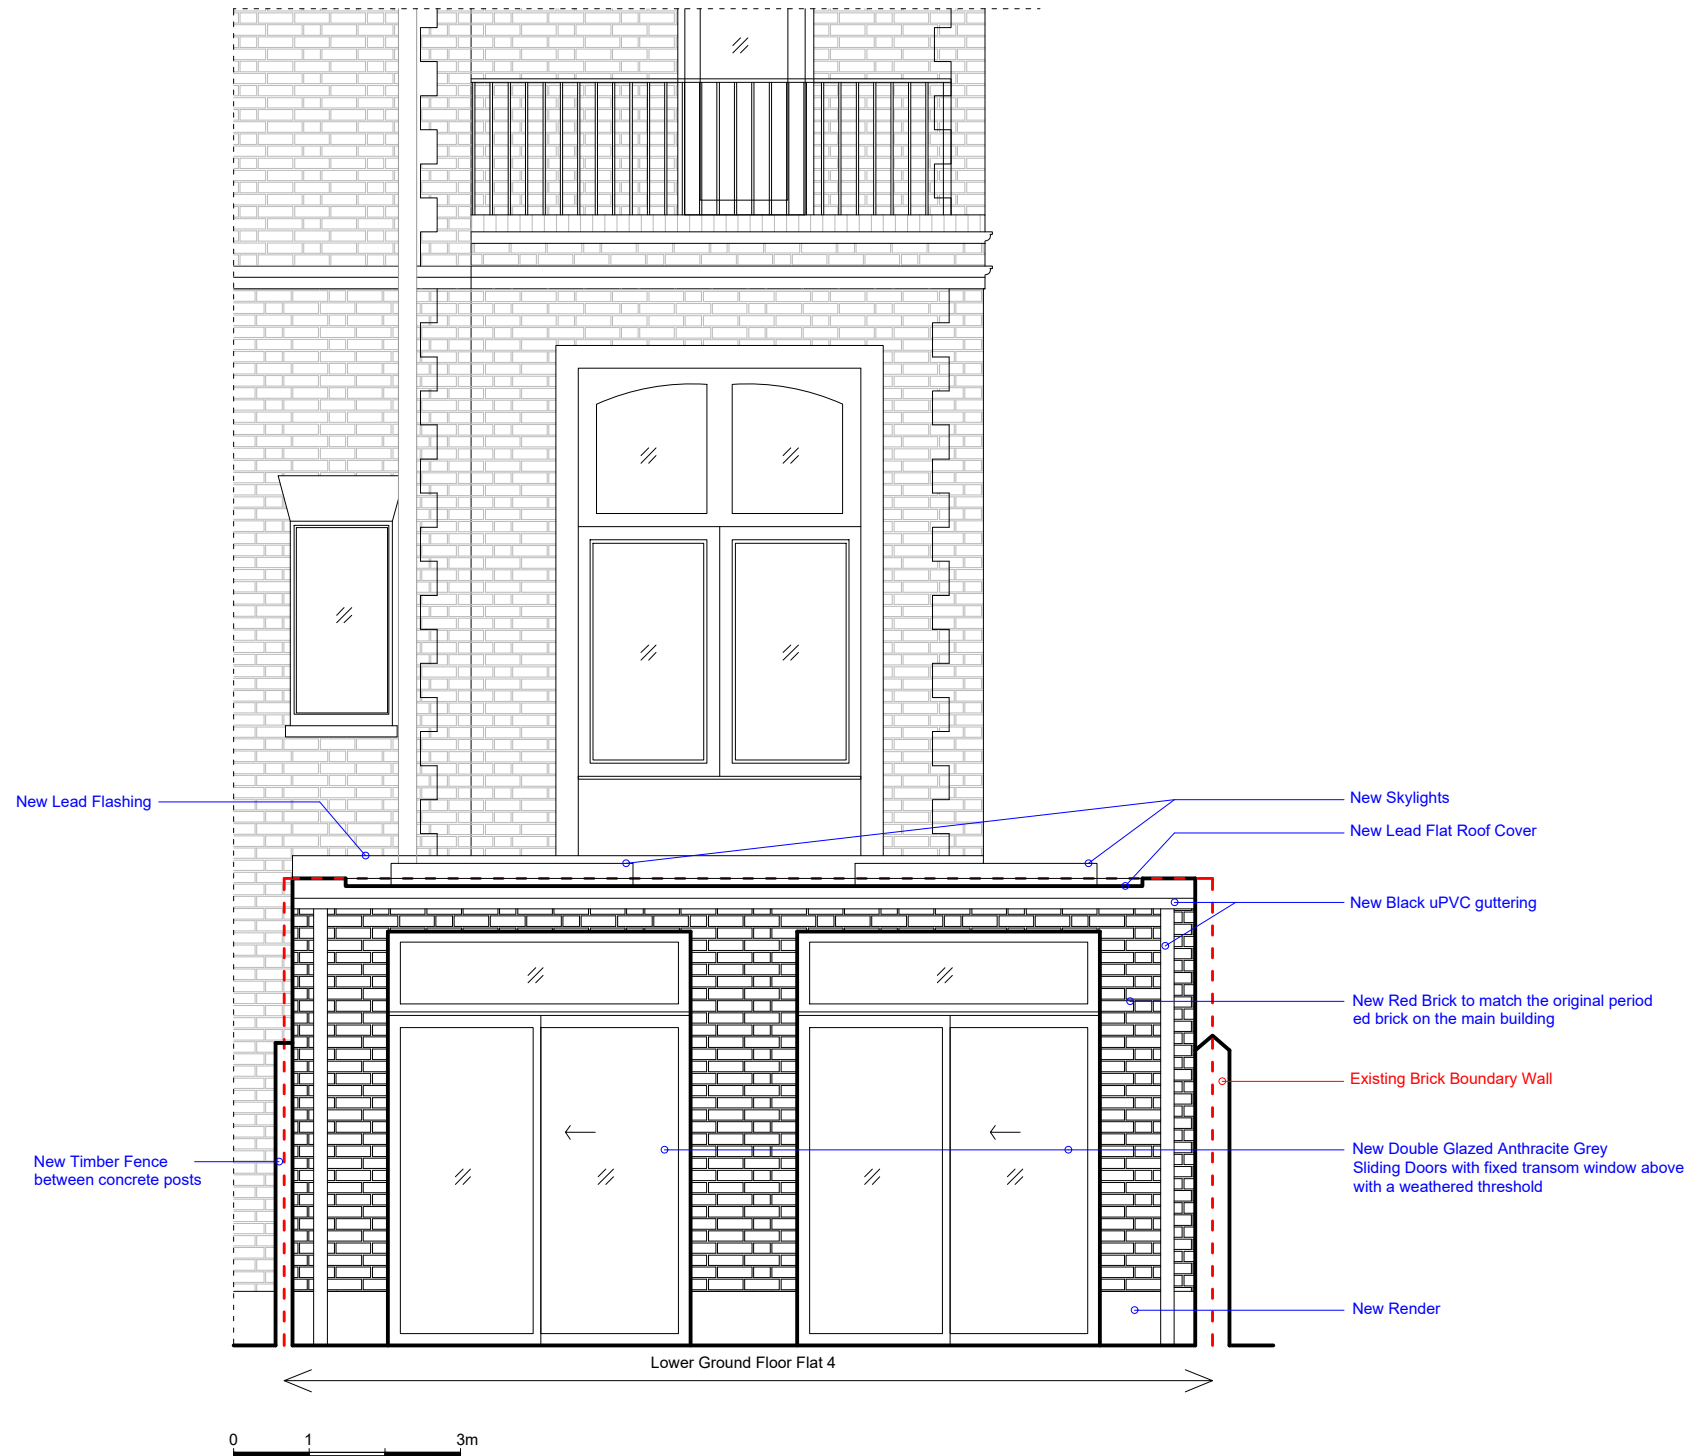 New Lead Flashing
New Skylights
New Lead Flat Roof Cover
New Black uPVC guttering
New Red Brick to match the original period
ed brick on the main building
Existing Brick Boundary Wall
New Double Glazed Anthracite Grey
Sliding Doors with fixed transom window above
with a weathered threshold
New Timber Fence
between concrete posts
New Render
Lower Ground Floor Flat 4
0 1 3m